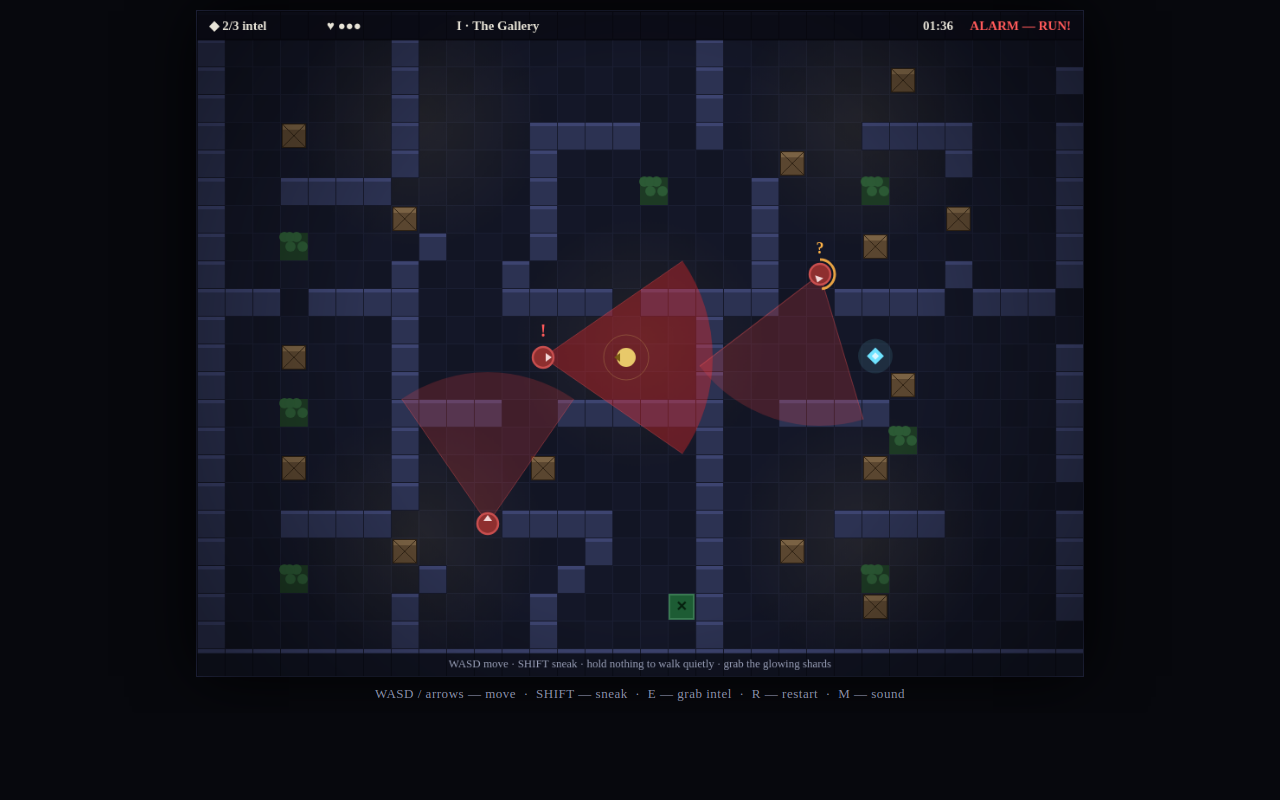 ◆ 2/3 intel ♥ ●●● I · The Gallery 01:36 ALARM — RUN!
?
!
✕
WASD move · SHIFT sneak · hold nothing to walk quietly · grab the glowing shards
WASD / arrows — move · SHIFT — sneak · E — grab intel · R — restart · M — sound